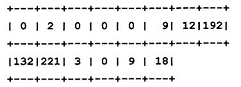 +---+---+---+---+---+---+---+---+
| 0 | 2 | 0 | 0 | 0 | 9| 12|192|
+---+---+---+---+---+---+---+---+
|132|221| 3 | 0 | 9 | 18|
+---+---+---+---+---+---+